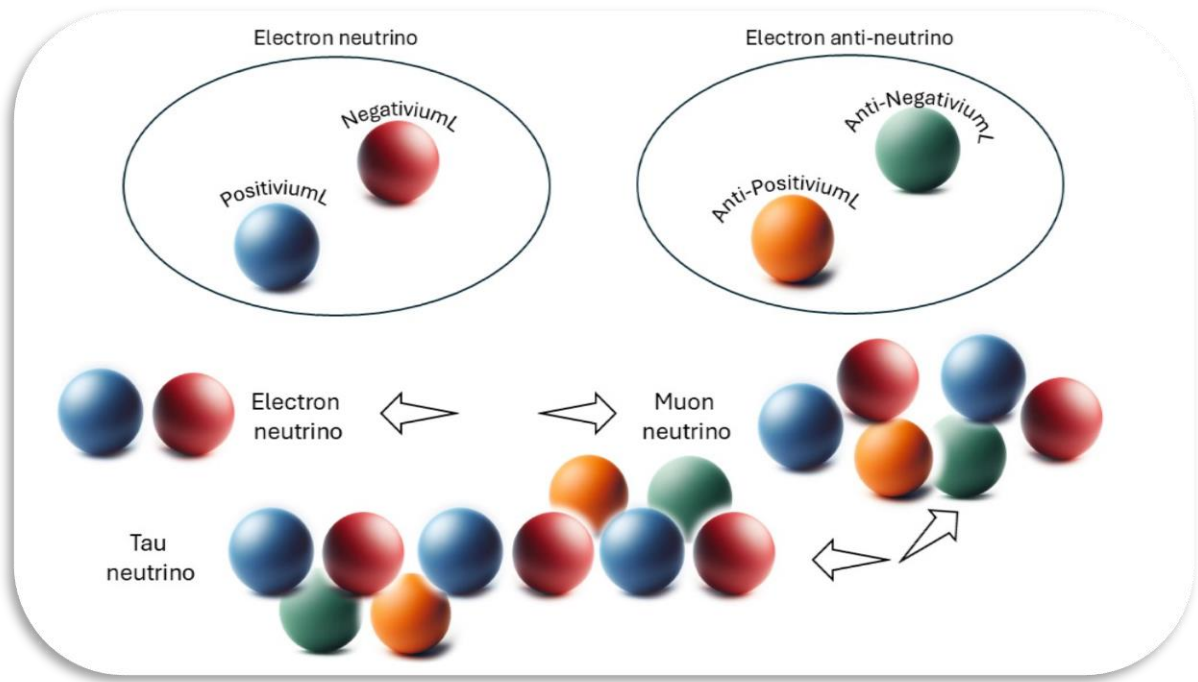 Electron neutrino
Electron anti-neutrino
NegativiumL
PositiviumL
Anti-NegativiumL
Anti-PositiviumL
Electron
neutrino
Muon
neutrino
Tau
neutrino